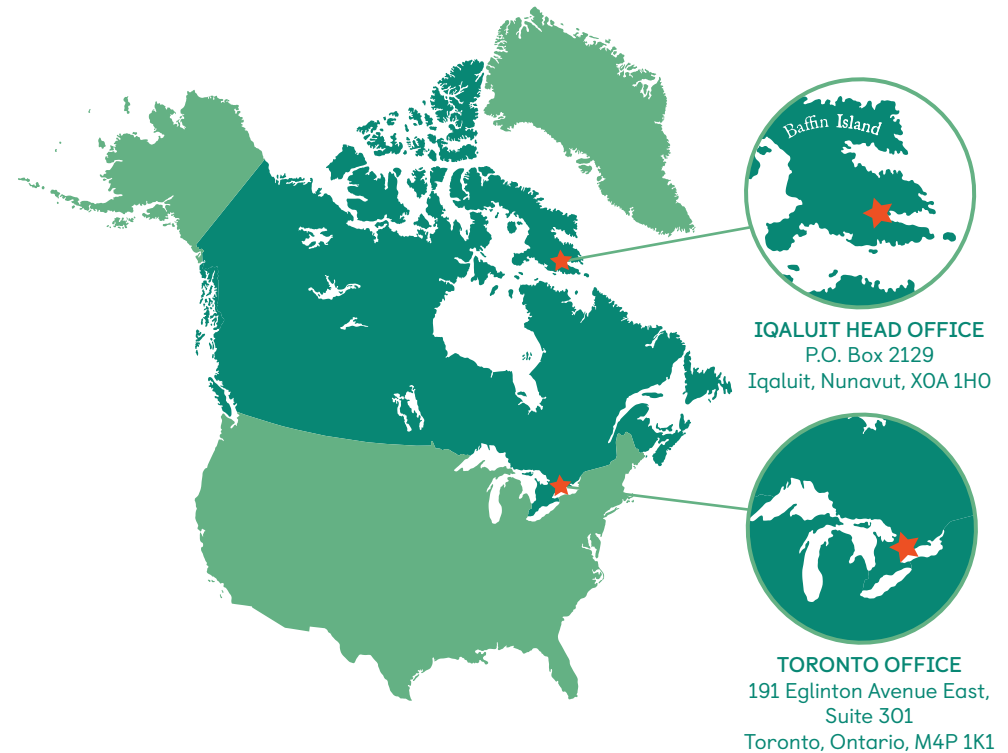 Baffin Island
IQALUIT HEAD OFFICE
P.O. Box 2129
Iqaluit, Nunavut, X0A 1H0
TORONTO OFFICE
191 Eglinton Avenue East,
Suite 301
Toronto, Ontario, M4P 1K1